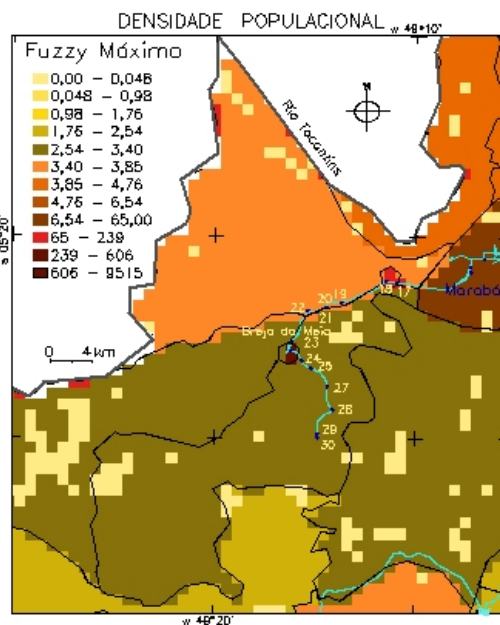 DENSIDADE POPULACIONAL
w 49°10'
Fuzzy Máximo
0,00 - 0,048
0,048 - 0,98
0,98 - 1,76
1,76 - 2,54
2,54 - 3,40
3,40 - 3,85
3,85 - 4,76
4,76 - 6,54
6,54 - 65,00
65 - 239
239 - 606
606 - 9515
N
Rio Tocantins
s 05°20'
Marabá
18 17
19
20
21
22
Brejo do Meio
23
24
25
27
28
29
30
0 4 km
w 49°20'